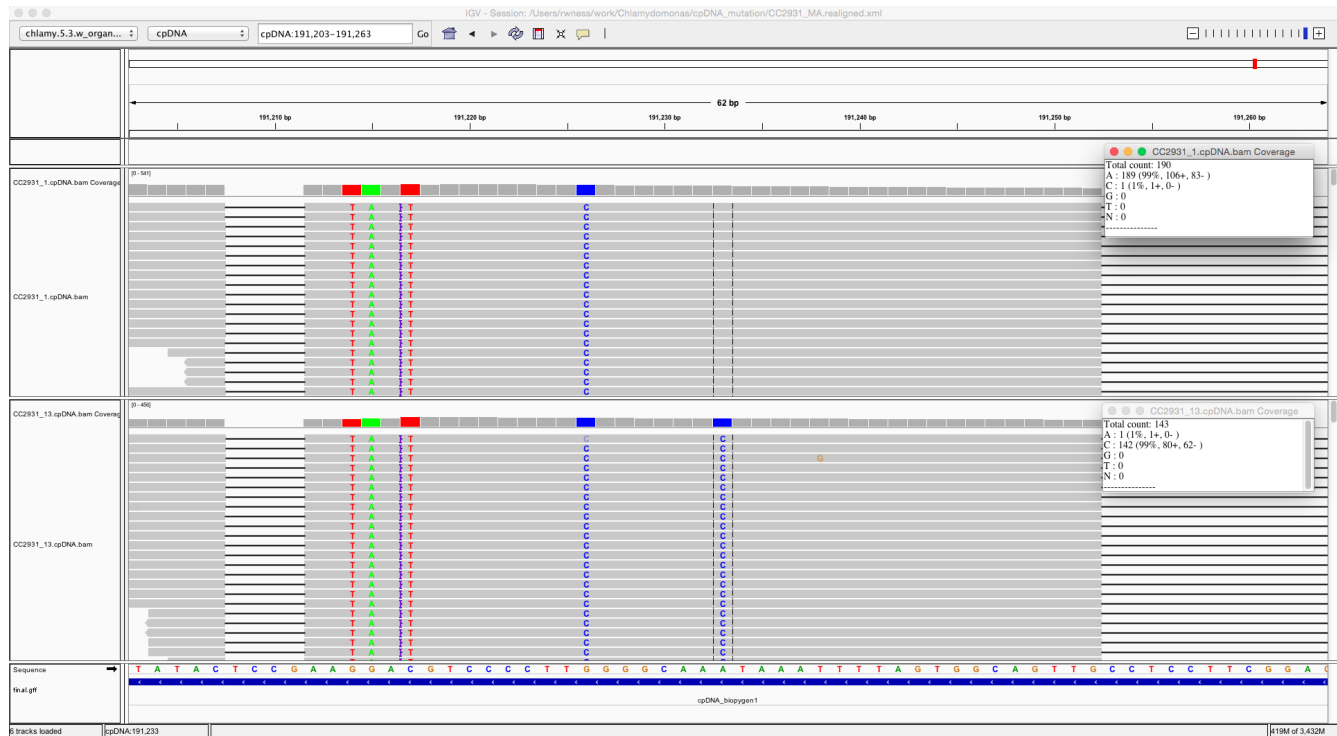 IGV - Session: /Users/rwness/work/Chlamydomonas/cpDNA_mutation/CC2931_MA.realigned.xml
chlamy.5.3.w_organ... cpDNA cpDNA:191,203-191,263 Go
62 bp
191,210 bp 191,220 bp 191,230 bp 191,240 bp 191,250 bp 191,260 bp
CC2931_1.cpDNA.bam Coverage
Total count: 190
A : 189 (99%, 106+, 83- )
C : 1 (1%, 1+, 0- )
G : 0
T : 0
N : 0
---------------
CC2931_1.cpDNA.bam Coverage
[0 - 541]
T A T C
T A T C
T A T C
T A T C
T A T C
T A T C
T A T C
T A T C
T A T C
T A T C
CC2931_1.cpDNA.bam
T A T C
T A T C
T A T C
T A T C
T A T C
T A T C
T A T C
T A T C
T A T C
T A T C
CC2931_13.cpDNA.bam Coverag
[0 - 456]
CC2931_13.cpDNA.bam Coverage
Total count: 143
A : 1 (1%, 1+, 0- )
C : 142 (99%, 80+, 62- )
G : 0
T : 0
N : 0
---------------
T A T C C
T A T C C
T A T C C G
T A T C C
T A T C C
T A T C C
T A T C C
T A T C C
T A T C C
T A T C C
T A T C C
CC2931_13.cpDNA.bam
T A T C C
T A T C C
T A T C C
T A T C C
T A T C C
T A T C C
T A T C C
T A T C C
T A T C C
T A T C C
T A T C C
T A T C C
Sequence T A T A C T C C G A A G G A C G T C C C C T T G G G G C A A A T A A A T T T T A G T G G C A G T T G C C T C C T T C G G A
final.gff
cpDNA_biopygen1
6 tracks loaded cpDNA:191,233 419M of 3,432M